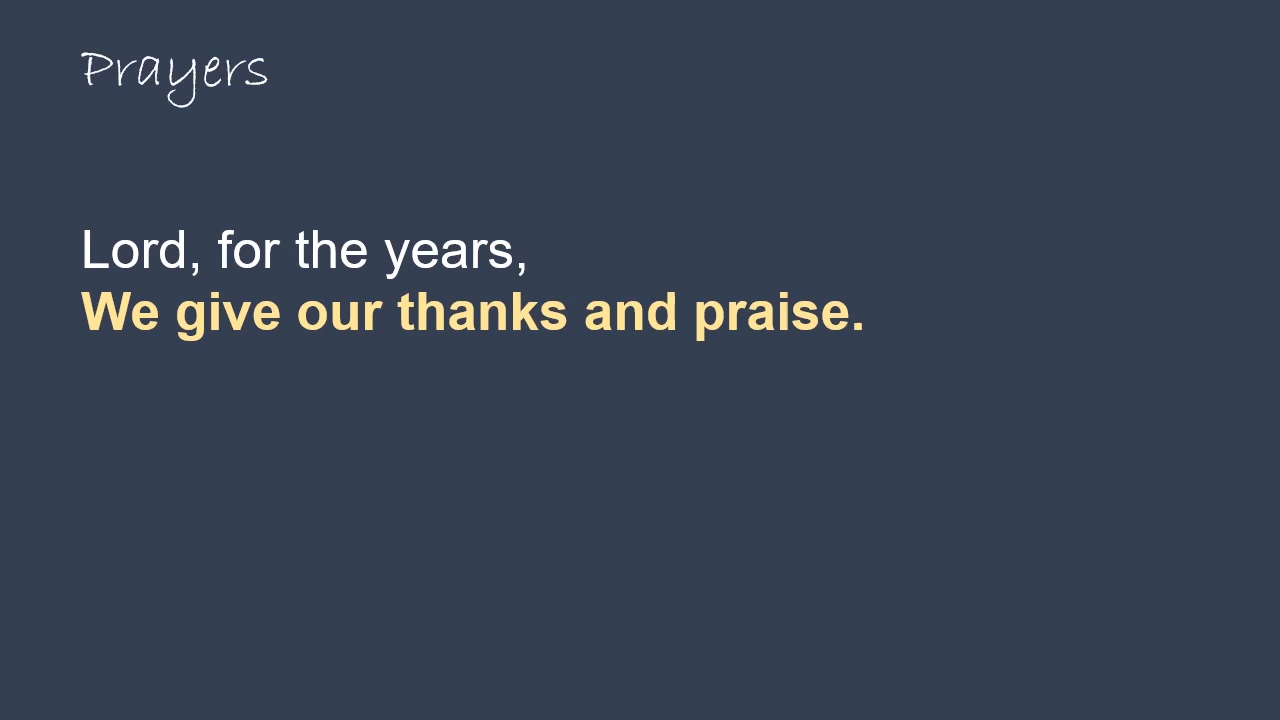 Prayers
Lord, for the years,
We give our thanks and praise.